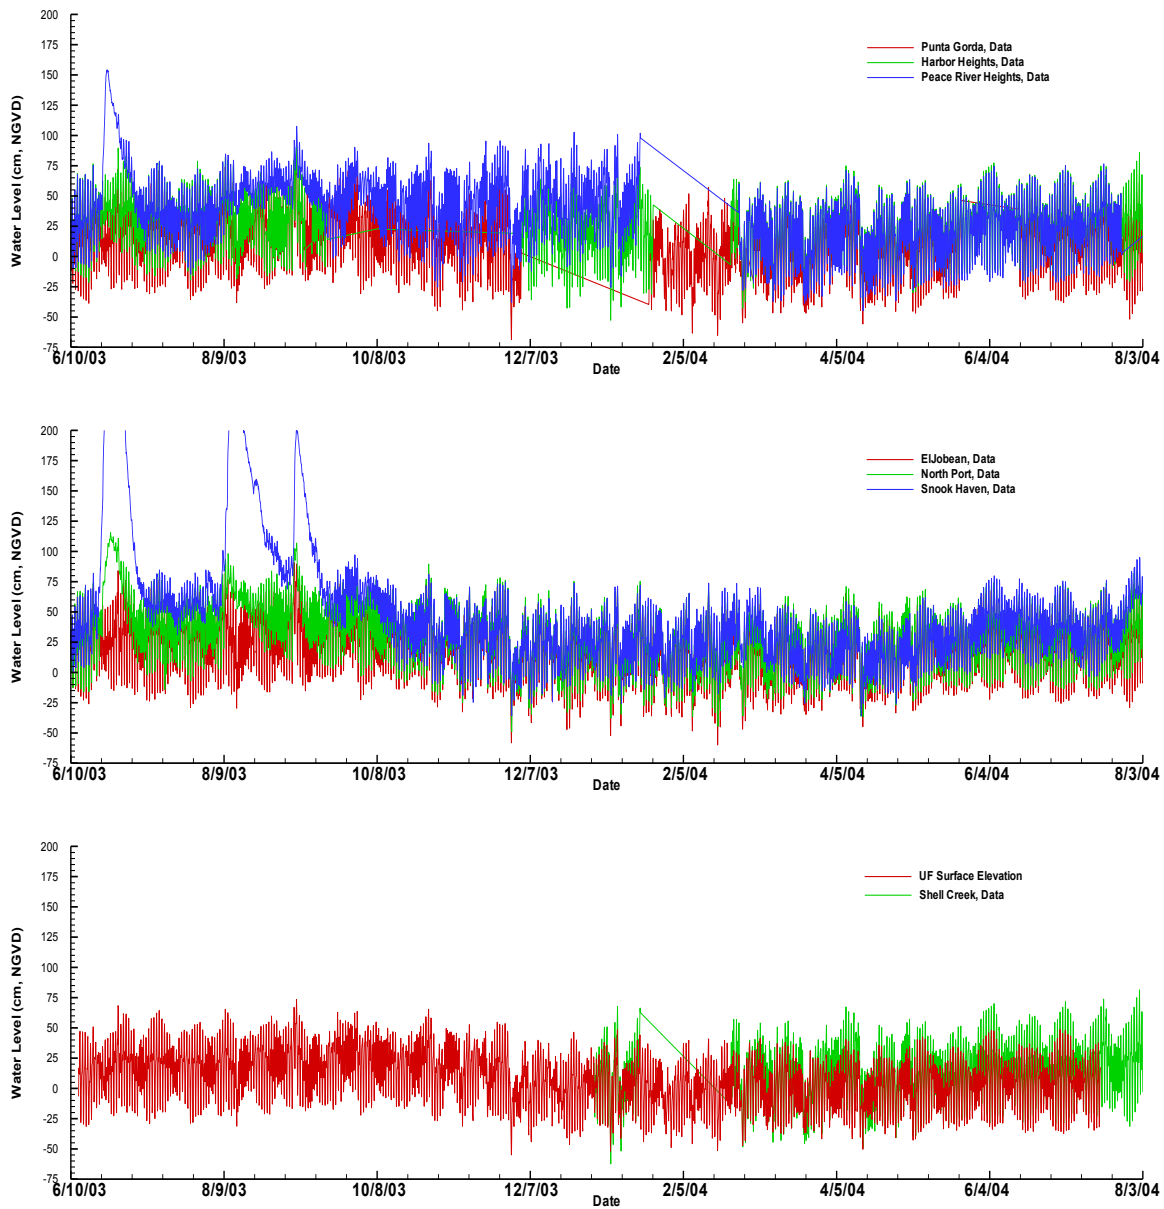 200
175
150
125
100
75
50
25
0
-25
-50
-75
Water Level (cm, NGVD)
Punta Gorda, Data
Harbor Heights, Data
Peace River Heights, Data
6/10/03 8/9/03 10/8/03 12/7/03 2/5/04 4/5/04 6/4/04 8/3/04
Date
200
175
150
125
100
75
50
25
0
-25
-50
-75
Water Level (cm, NGVD)
ElJobean, Data
North Port, Data
Snook Haven, Data
6/10/03 8/9/03 10/8/03 12/7/03 2/5/04 4/5/04 6/4/04 8/3/04
Date
200
175
150
125
100
75
50
25
0
-25
-50
-75
Water Level (cm, NGVD)
UF Surface Elevation
Shell Creek, Data
6/10/03 8/9/03 10/8/03 12/7/03 2/5/04 4/5/04 6/4/04 8/3/04
Date